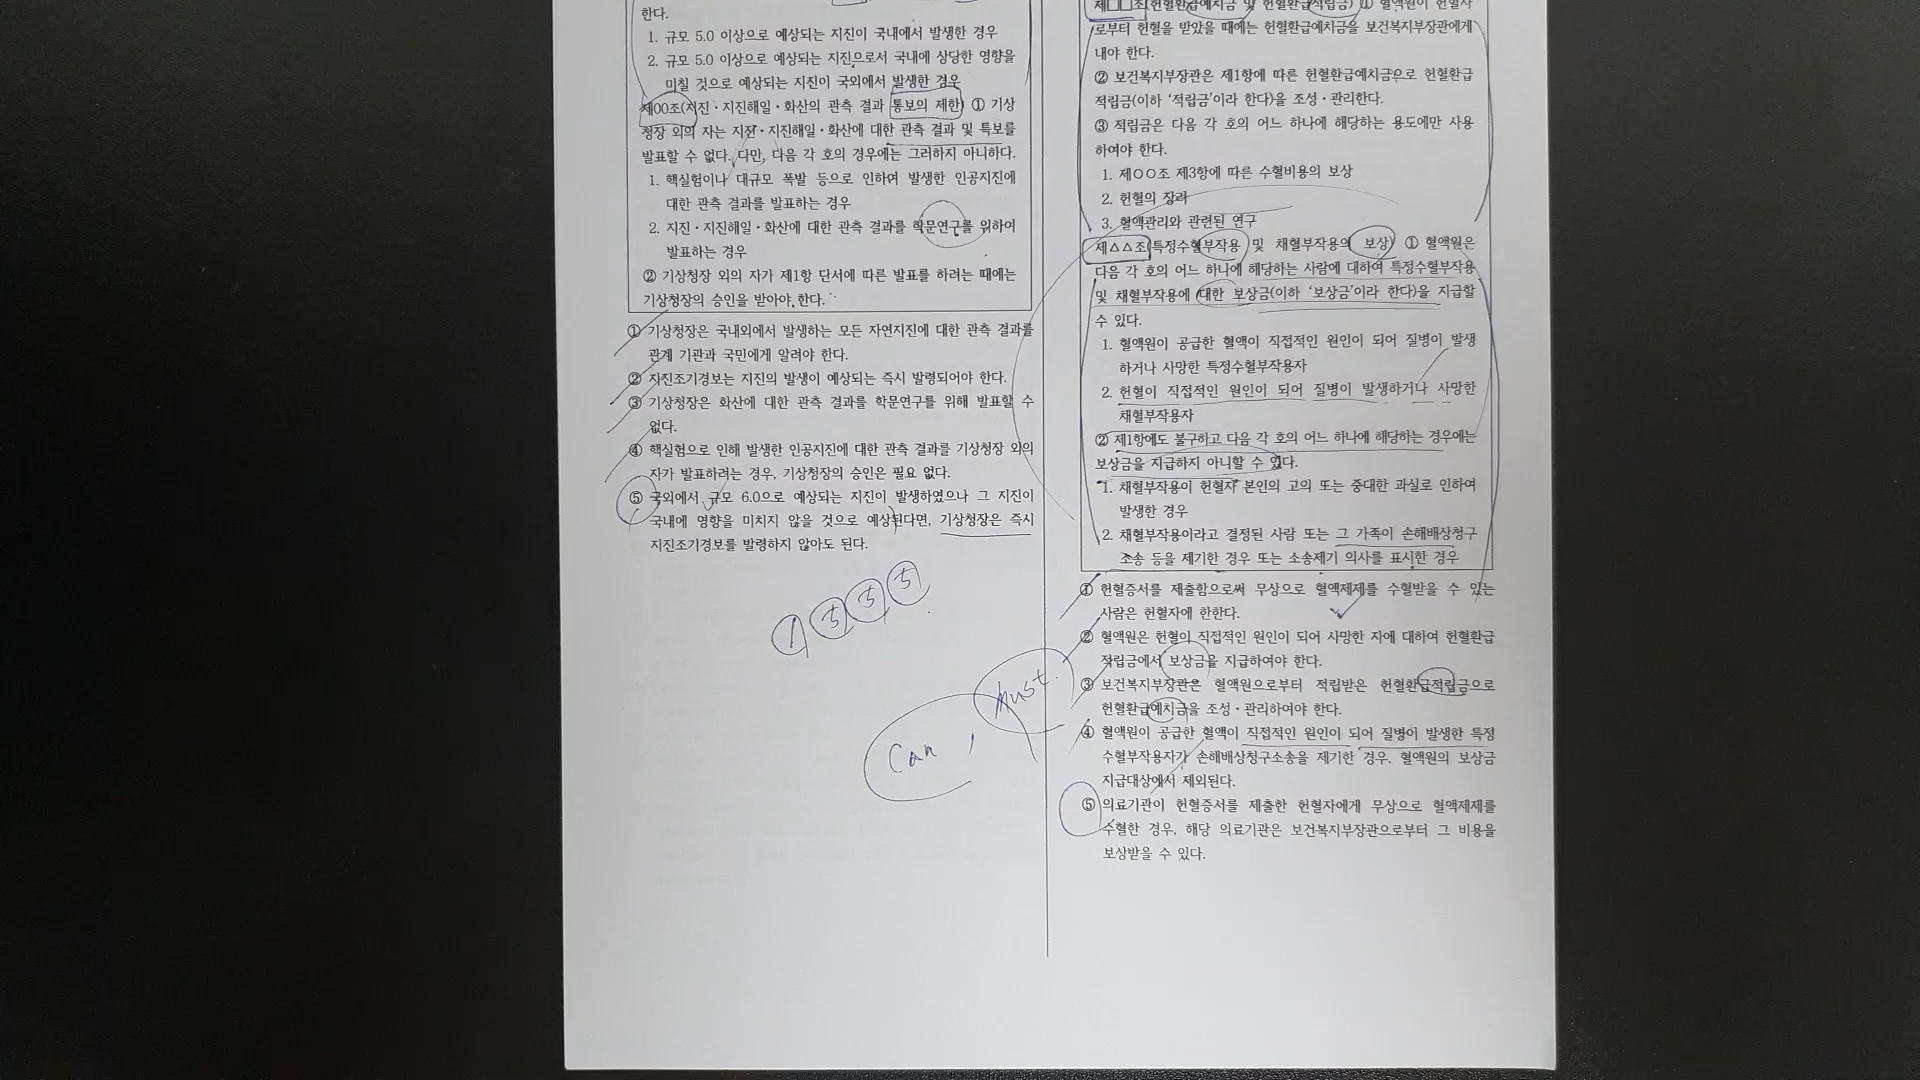 한다.
1. 규모 5.0 이상으로 예상되는 지진이 국내에서 발생한 경우
2. 규모 5.0 이상으로 예상되는 지진으로서 국내에 상당한 영향을
미칠 것으로 예상되는 지진이 국외에서 발생한 경우
제00조(지진·지진해일·화산의 관측 결과 통보의 제한) ① 기상
청장 외의 자는 지진·지진해일·화산에 대한 관측 결과 및 특보를
발표할 수 없다. 다만, 다음 각 호의 경우에는 그러하지 아니하다.
1. 핵실험이나 대규모 폭발 등으로 인하여 발생한 인공지진에
대한 관측 결과를 발표하는 경우
2. 지진·지진해일·화산에 대한 관측 결과를 학문연구를 위하여
발표하는 경우
② 기상청장 외의 자가 제1항 단서에 따른 발표를 하려는 때에는
기상청장의 승인을 받아야 한다.
① 기상청장은 국내외에서 발생하는 모든 자연지진에 대한 관측 결과를
관계 기관과 국민에게 알려야 한다.
② 지진조기경보는 지진의 발생이 예상되는 즉시 발령되어야 한다.
③ 기상청장은 화산에 대한 관측 결과를 학문연구를 위해 발표할 수
없다.
④ 핵실험으로 인해 발생한 인공지진에 대한 관측 결과를 기상청장 외의
자가 발표하려는 경우, 기상청장의 승인은 필요 없다.
⑤ 국외에서 규모 6.0으로 예상되는 지진이 발생하였으나 그 지진이
국내에 영향을 미치지 않을 것으로 예상된다면, 기상청장은 즉시
지진조기경보를 발령하지 않아도 된다.
① ⑤ ⑤ ⑤
Can, Must.
제□□조(헌혈환급예치금 및 헌혈환급적립금) ① 혈액원이 헌혈자
로부터 헌혈을 받았을 때에는 헌혈환급예치금을 보건복지부장관에게
내야 한다.
② 보건복지부장관은 제1항에 따른 헌혈환급예치금으로 헌혈환급
적립금(이하 ‘적립금’이라 한다)을 조성·관리한다.
③ 적립금은 다음 각 호의 어느 하나에 해당하는 용도에만 사용
하여야 한다.
1. 제○○조 제3항에 따른 수혈비용의 보상
2. 헌혈의 장려
3. 혈액관리와 관련된 연구
제△△조(특정수혈부작용 및 채혈부작용의 보상) ① 혈액원은
다음 각 호의 어느 하나에 해당하는 사람에 대하여 특정수혈부작용
및 채혈부작용에 대한 보상금(이하 ‘보상금’이라 한다)을 지급할
수 있다.
1. 혈액원이 공급한 혈액이 직접적인 원인이 되어 질병이 발생
하거나 사망한 특정수혈부작용자
2. 헌혈이 직접적인 원인이 되어 질병이 발생하거나 사망한
채혈부작용자
② 제1항에도 불구하고 다음 각 호의 어느 하나에 해당하는 경우에는
보상금을 지급하지 아니할 수 있다.
1. 채혈부작용이 헌혈자 본인의 고의 또는 중대한 과실로 인하여
발생한 경우
2. 채혈부작용이라고 결정된 사람 또는 그 가족이 손해배상청구
소송 등을 제기한 경우 또는 소송제기 의사를 표시한 경우
① 헌혈증서를 제출함으로써 무상으로 혈액제제를 수혈받을 수 있는
사람은 헌혈자에 한한다.
② 혈액원은 헌혈이 직접적인 원인이 되어 사망한 자에 대하여 헌혈환급
적립금에서 보상금을 지급하여야 한다.
③ 보건복지부장관은 혈액원으로부터 적립받은 헌혈환급적립금으로
헌혈환급예치금을 조성·관리하여야 한다.
④ 혈액원이 공급한 혈액이 직접적인 원인이 되어 질병이 발생한 특정
수혈부작용자가 손해배상청구소송을 제기한 경우, 혈액원의 보상금
지급대상에서 제외된다.
⑤ 의료기관이 헌혈증서를 제출한 헌혈자에게 무상으로 혈액제제를
수혈한 경우, 해당 의료기관은 보건복지부장관으로부터 그 비용을
보상받을 수 있다.